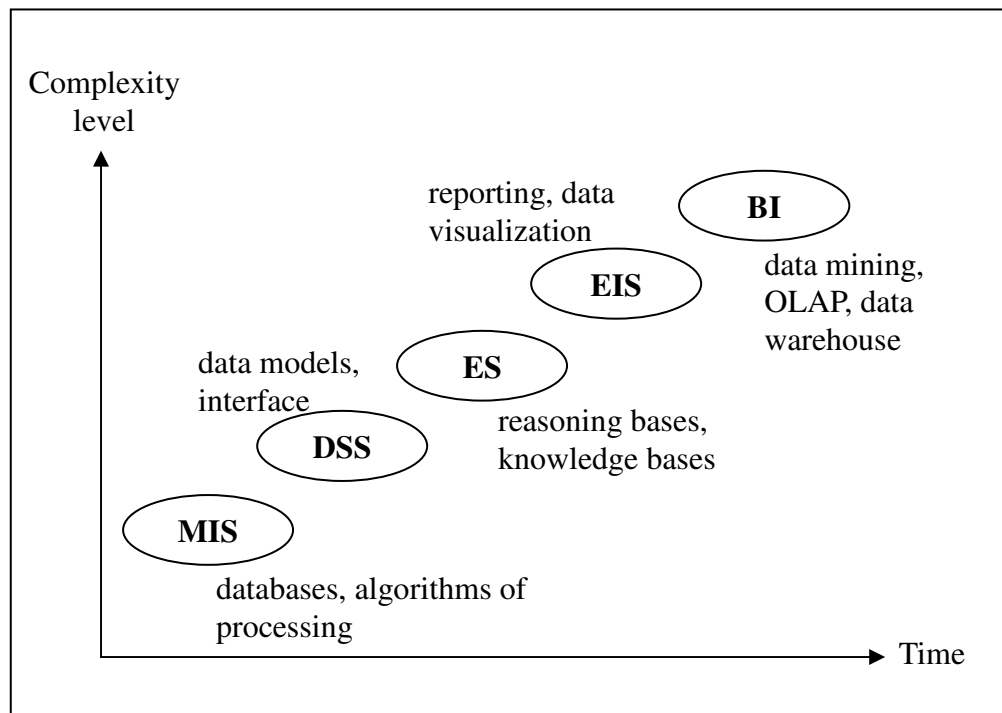 Complexity
level
reporting, data
visualization
BI
EIS
data mining,
OLAP, data
warehouse
data models,
interface
ES
DSS
reasoning bases,
knowledge bases
MIS
databases, algorithms of
processing
Time